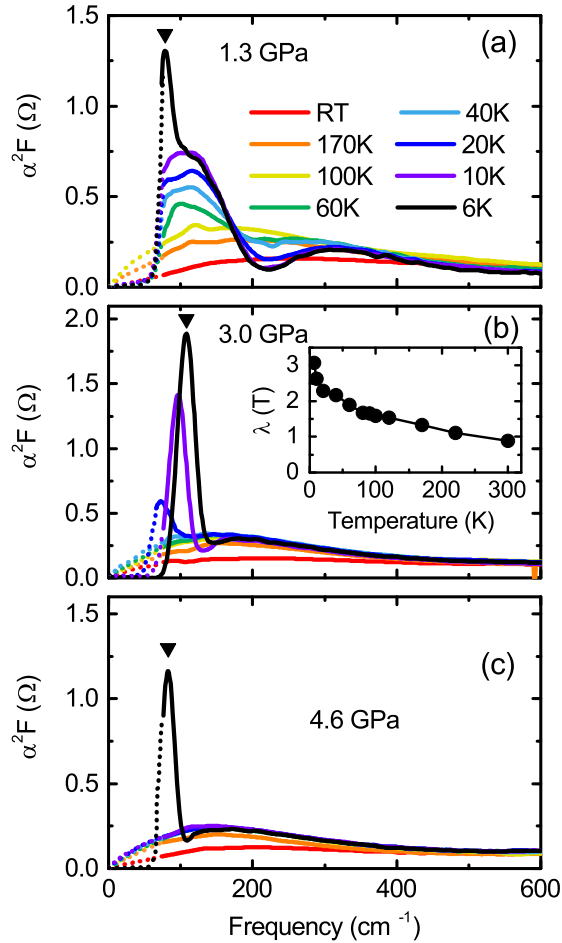 1.5
1.0
0.5
0.0
α²F (Ω)
1.3 GPa
(a)
RT
170K
100K
60K
40K
20K
10K
6K
2.0
1.5
1.0
0.5
0.0
α²F (Ω)
3.0 GPa
(b)
3
2
1
0
λ (T)
0 100 200 300
Temperature (K)
1.5
1.0
0.5
0.0
α²F (Ω)
(c)
4.6 GPa
0 200 400 600
Frequency (cm ⁻¹)